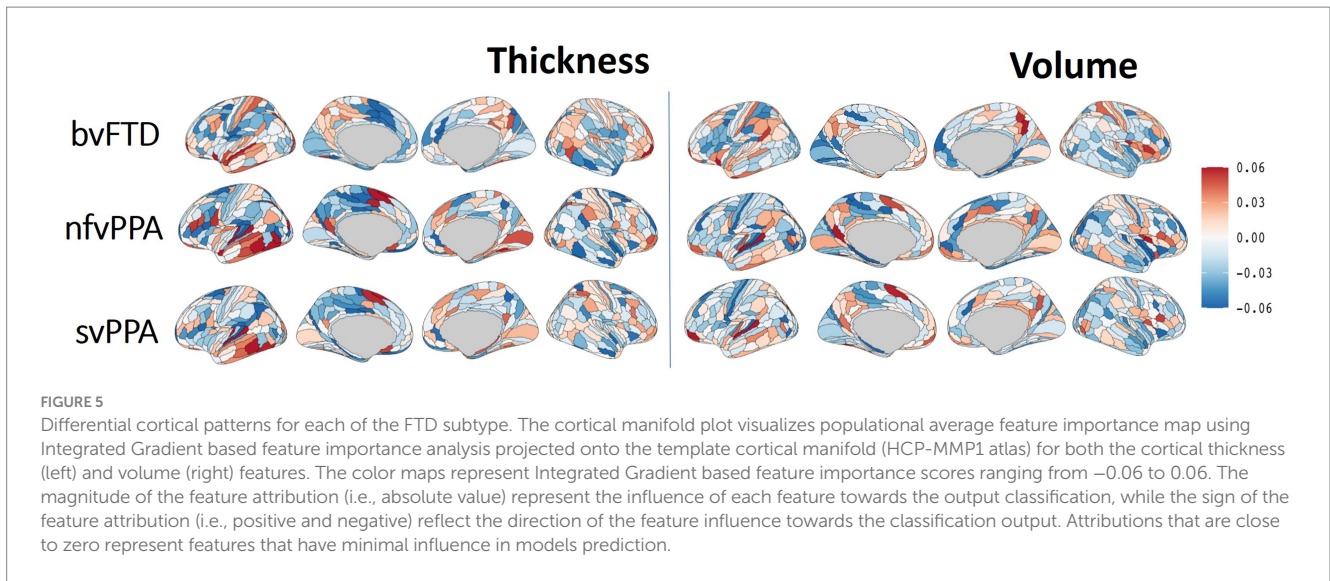 Thickness
Volume
bvFTD
nfvPPA
svPPA
0.06
0.03
0.00
-0.03
-0.06
FIGURE 5
Differential cortical patterns for each of the FTD subtype. The cortical manifold plot visualizes populational average feature importance map using
Integrated Gradient based feature importance analysis projected onto the template cortical manifold (HCP-MMP1 atlas) for both the cortical thickness
(left) and volume (right) features. The color maps represent Integrated Gradient based feature importance scores ranging from −0.06 to 0.06. The
magnitude of the feature attribution (i.e., absolute value) represent the influence of each feature towards the output classification, while the sign of the
feature attribution (i.e., positive and negative) reflect the direction of the feature influence towards the classification output. Attributions that are close
to zero represent features that have minimal influence in models prediction.